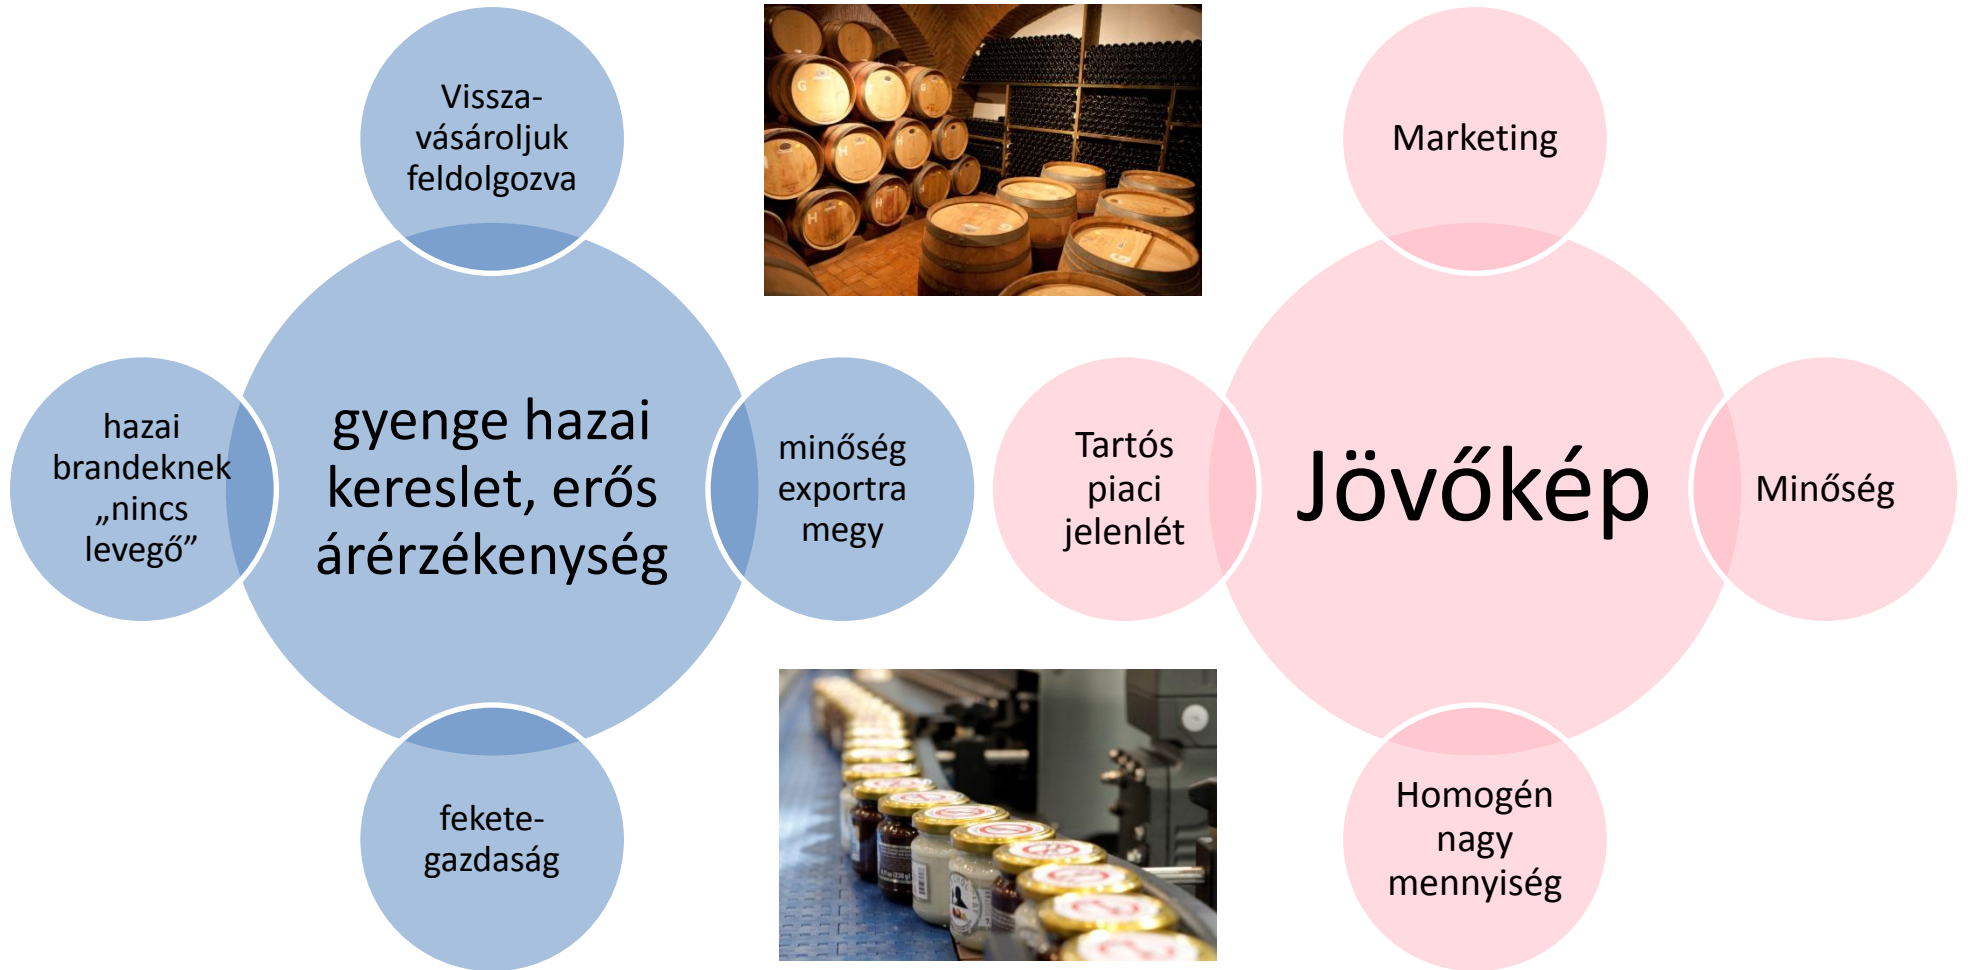 Vissza-
vásároljuk
feldolgozva
hazai
brandeknek
„nincs
levegő”
gyenge hazai
kereslet, erős
árérzékenység
minőség
exportra
megy
fekete-
gazdaság
G
H
H
H
G
Marketing
Tartós
piaci
jelenlét
Jövőkép
Minőség
Homogén
nagy
mennyiség